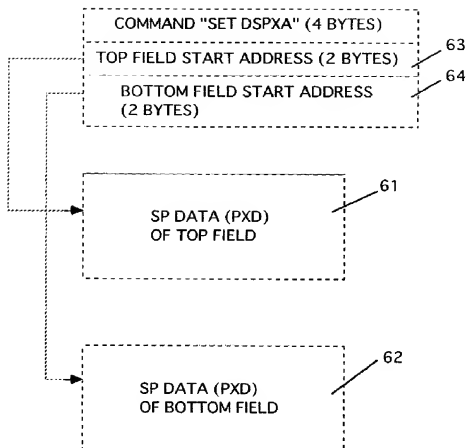 COMMAND "SET DSPXA" (4 BYTES)
TOP FIELD START ADDRESS (2 BYTES)
63
BOTTOM FIELD START ADDRESS
(2 BYTES)
64
SP DATA (PXD)
OF TOP FIELD
61
SP DATA (PXD)
OF BOTTOM FIELD
62